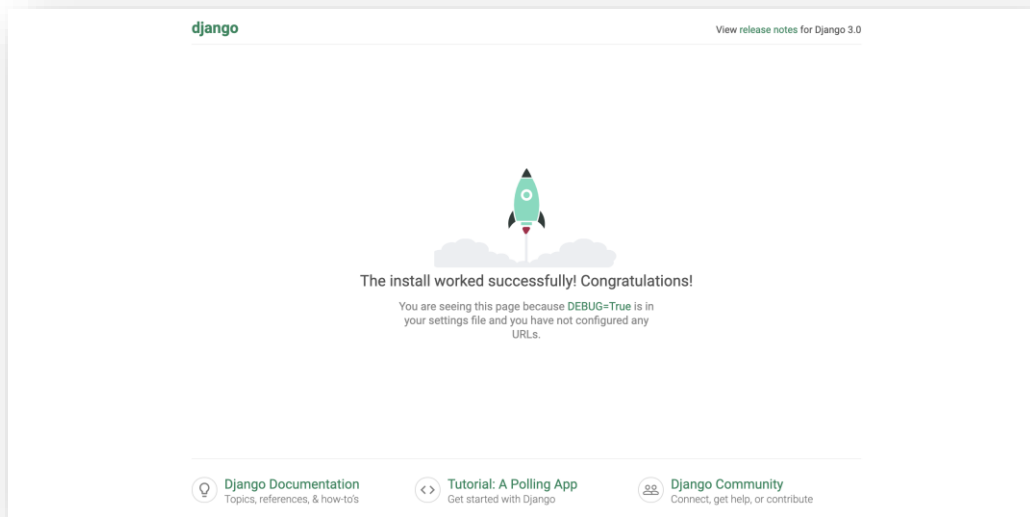 django
View release notes for Django 3.0
The install worked successfully! Congratulations!
You are seeing this page because DEBUG=True is in
your settings file and you have not configured any
URLs.
Django Documentation
Topics, references, & how-to's
Tutorial: A Polling App
Get started with Django
Django Community
Connect, get help, or contribute